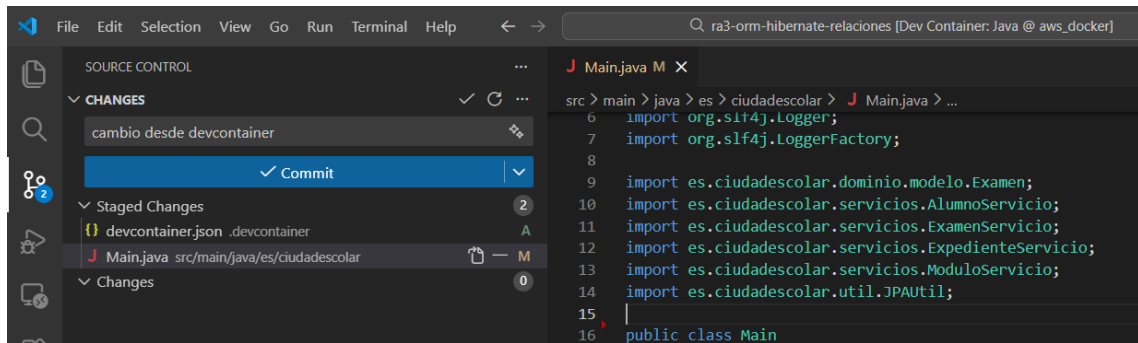 File Edit Selection View Go Run Terminal Help
ra3-orm-hibernate-relaciones [Dev Container: Java @ aws_docker]
SOURCE CONTROL
CHANGES
cambio desde devcontainer
Commit
2
Staged Changes 2
{} devcontainer.json .devcontainer A
J Main.java src/main/java/es/ciudadescolar M
Changes 0
J Main.java M
src > main > java > es > ciudadescolar > J Main.java > ...
6 import org.slf4j.Logger;
7 import org.slf4j.LoggerFactory;
8
9 import es.ciudadescolar.dominio.modelo.Examen;
10 import es.ciudadescolar.servicios.AlumnoServicio;
11 import es.ciudadescolar.servicios.ExamenServicio;
12 import es.ciudadescolar.servicios.ExpedienteServicio;
13 import es.ciudadescolar.servicios.ModuloServicio;
14 import es.ciudadescolar.util.JPAUtil;
15
16 public class Main